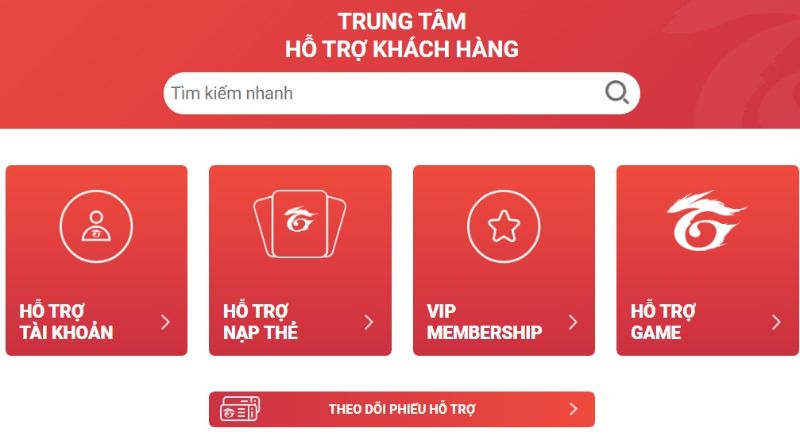 TRUNG TÂM
HỖ TRỢ KHÁCH HÀNG
Tìm kiếm nhanh
HỖ TRỢ
TÀI KHOẢN
HỖ TRỢ
NẠP THẺ
VIP
MEMBERSHIP
HỖ TRỢ
GAME
THEO DÕI PHIẾU HỖ TRỢ